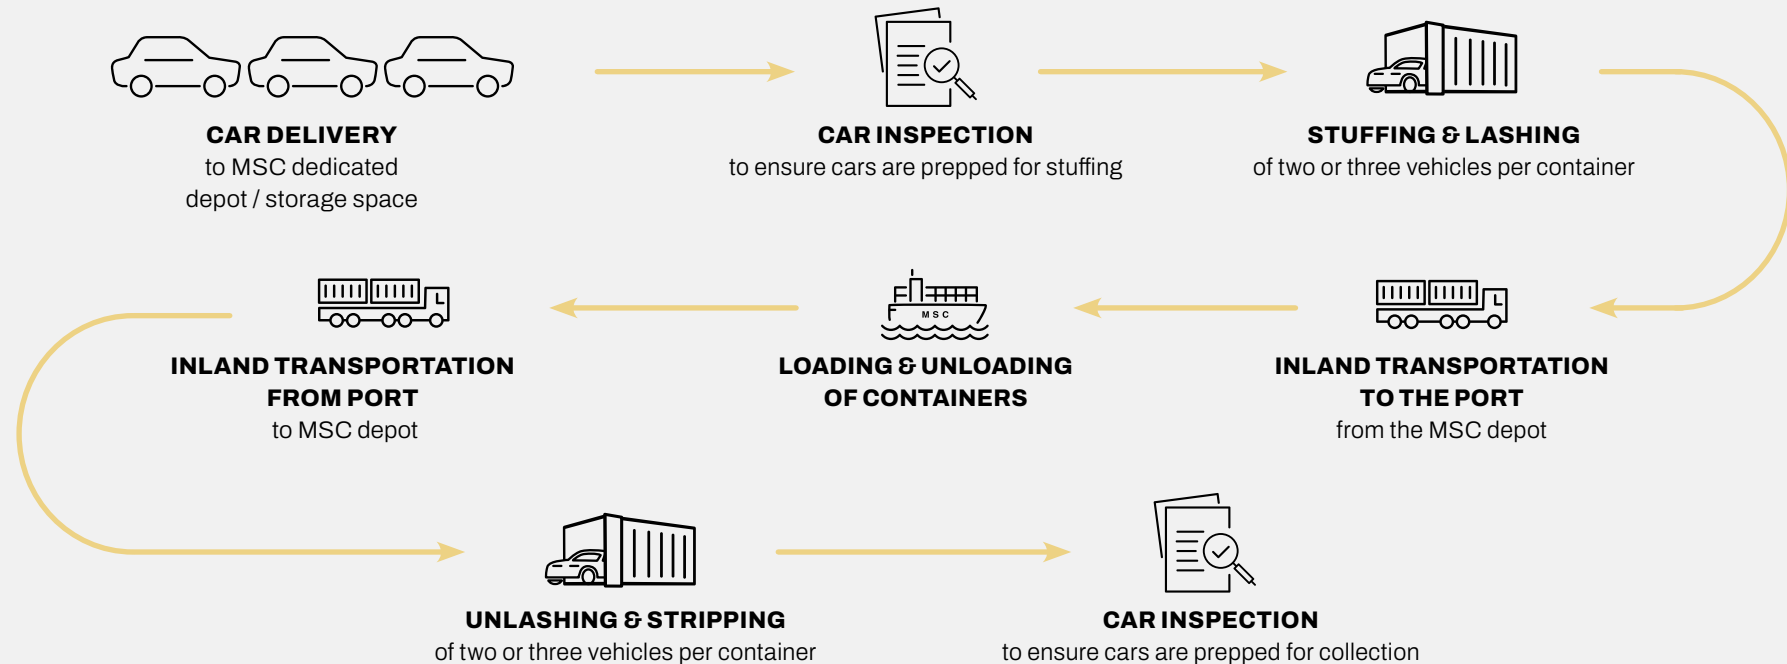 CAR DELIVERY
to MSC dedicated
depot / storage space
CAR INSPECTION
to ensure cars are prepped for stuffing
STUFFING & LASHING
of two or three vehicles per container
INLAND TRANSPORTATION
TO THE PORT
from the MSC depot
MSC
LOADING & UNLOADING
OF CONTAINERS
INLAND TRANSPORTATION
FROM PORT
to MSC depot
UNLASHING & STRIPPING
of two or three vehicles per container
CAR INSPECTION
to ensure cars are prepped for collection